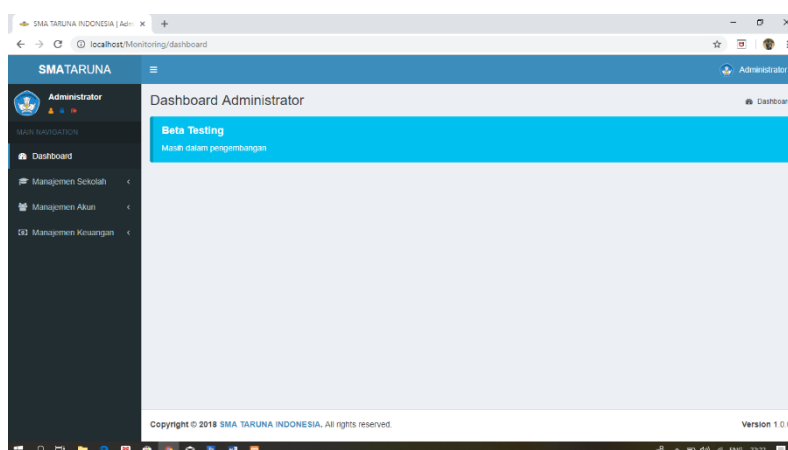 SMA TARUNA INDONESIA | Adm
localhost/Monitoring/dashboard
SMATARUNA
Administrator
Administrator
MAIN NAVIGATION
Dashboard
Manajemen Sekolah
Manajemen Akun
Manajemen Keuangan
Dashboard Administrator
Dashboar
Beta Testing
Masih dalam pengembangan
Copyright © 2018 SMA TARUNA INDONESIA. All rights reserved.
Version 1.0.
ENG